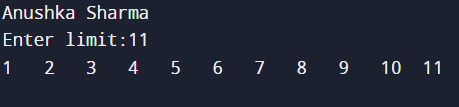 Anushka Sharma
Enter limit:11
1 2 3 4 5 6 7 8 9 10 11